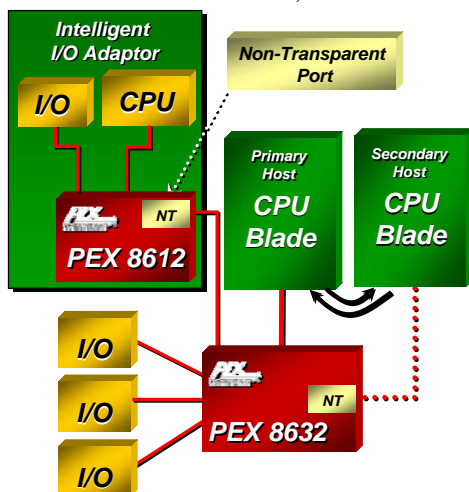 Intelligent
I/O Adaptor
I/O
CPU
Non-Transparent
Port
NT
PEX 8612
Primary
Host
CPU
Blade
Secondary
Host
CPU
Blade
I/O
I/O
I/O
PEX
NT
PEX 8632